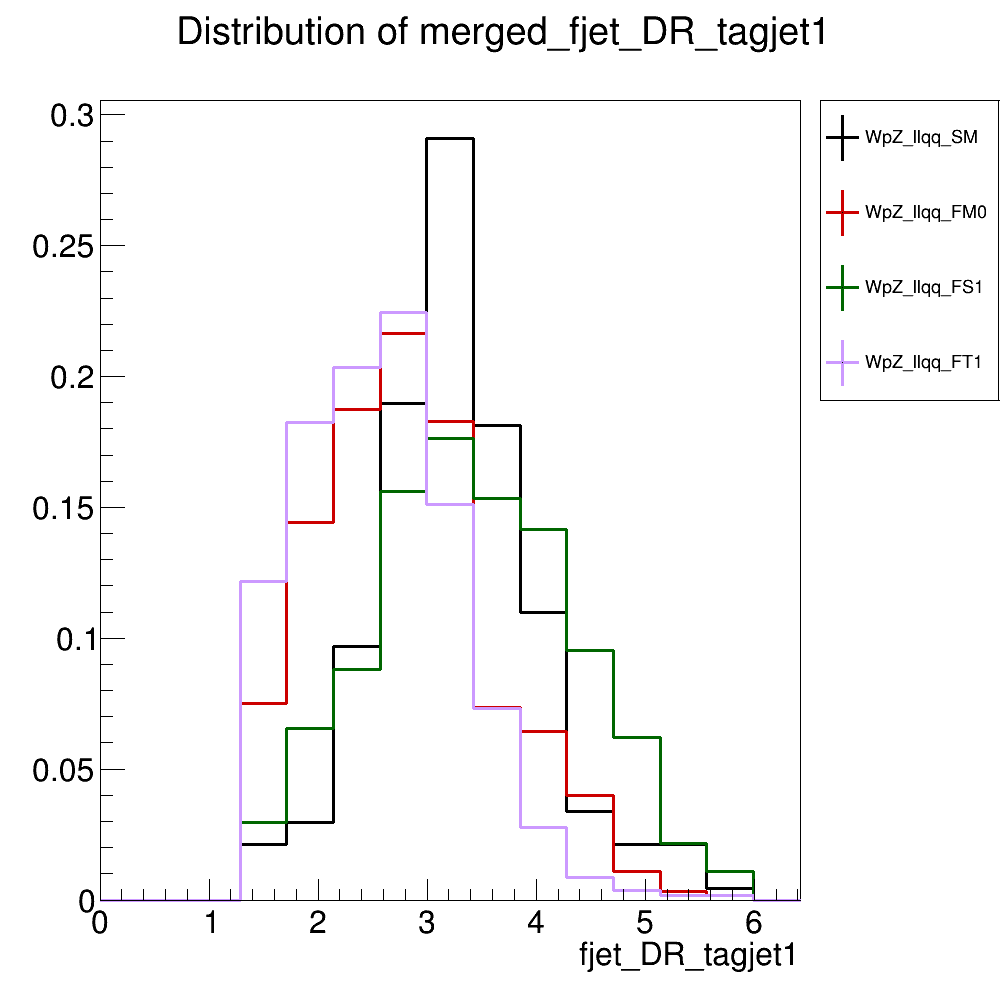 Distribution of merged_fjet_DR_tagjet1
0.3
0.25
0.2
0.15
0.1
0.05
0
0 1 2 3 4 5 6
fjet_DR_tagjet1
WpZ_llqq_SM
WpZ_llqq_FM0
WpZ_llqq_FS1
WpZ_llqq_FT1